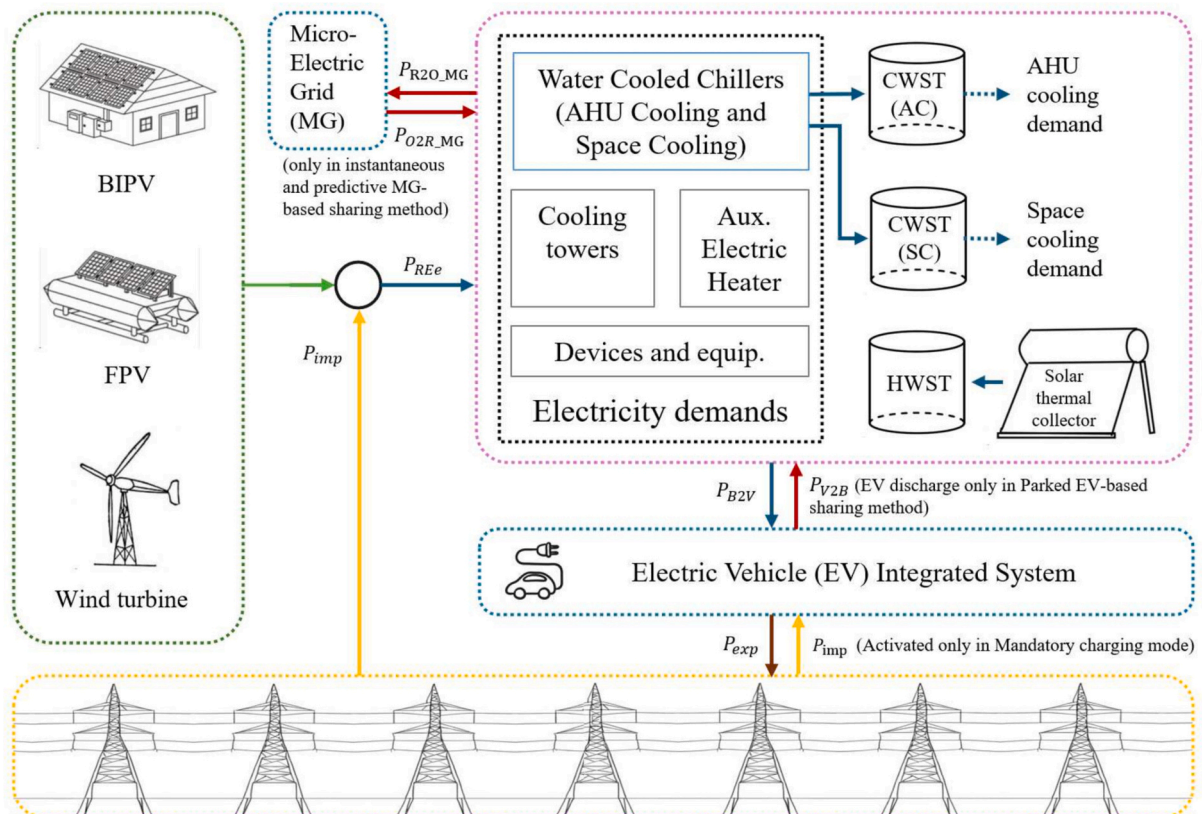 BIPV
FPV
Wind turbine
Micro-
Electric
Grid
(MG)
P_R2O_MG
P_O2R_MG
(only in instantaneous
and predictive MG-
based sharing method)
P_REe
P_imp
Water Cooled Chillers
(AHU Cooling and
Space Cooling)
Cooling
towers
Aux.
Electric
Heater
Devices and equip.
Electricity demands
CWST
(AC)
AHU
cooling
demand
CWST
(SC)
Space
cooling
demand
HWST
Solar
thermal
collector
P_B2V
P_V2B (EV discharge only in Parked EV-based
sharing method)
Electric Vehicle (EV) Integrated System
P_exp
P_imp (Activated only in Mandatory charging mode)